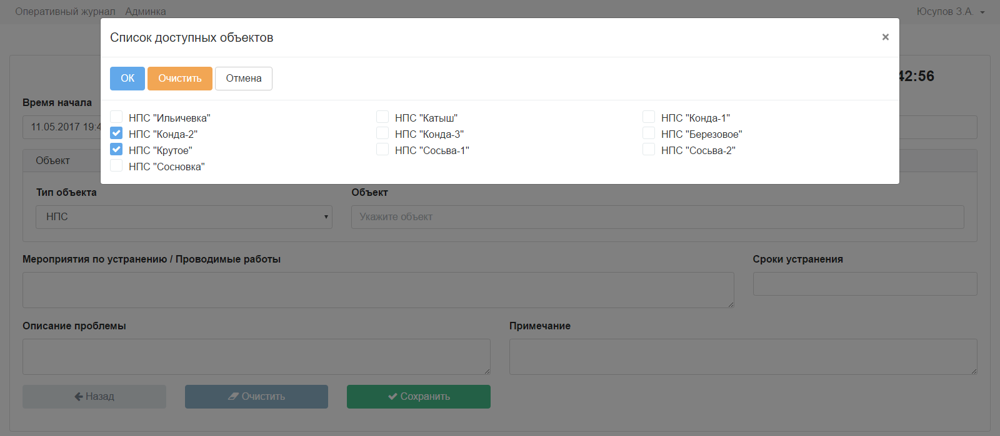 Оперативный журнал Админка Юсупов З.А.
Список доступных объектов ×
ОК Очистить Отмена
42:56
Время начала
НПС "Ильичевка" НПС "Катыш" НПС "Конда-1"
11.05.2017 19:4
НПС "Конда-2" НПС "Конда-3" НПС "Березовое"
НПС "Крутое" НПС "Сосьва-1" НПС "Сосьва-2"
Объект
НПС "Сосновка"
Тип объекта Объект
НПС Укажите объект
Мероприятия по устранению / Проводимые работы Сроки устранения
Описание проблемы Примечание
Назад Очистить Сохранить